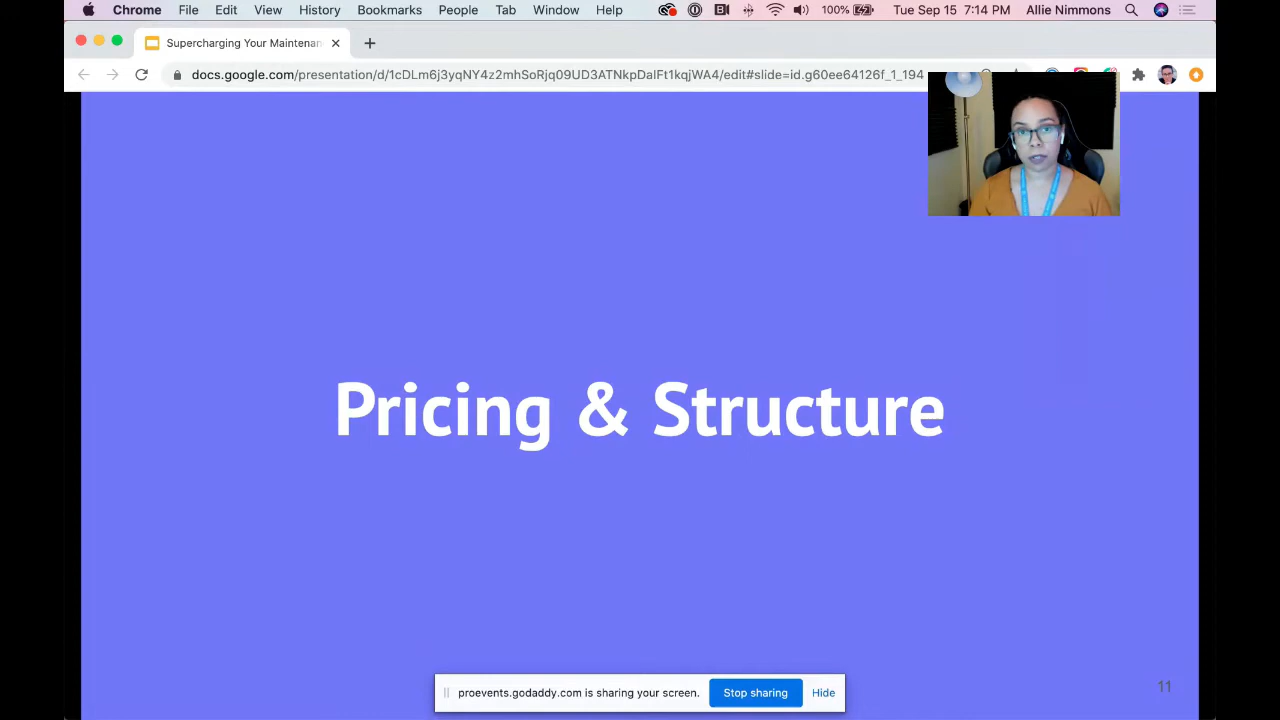 Chrome File Edit View History Bookmarks People Tab Window Help 100% Tue Sep 15 7:14 PM Allie Nimmons
Supercharging Your Maintenan
docs.google.com/presentation/d/1cDLm6j3yqNY4z2mhSoRjq09UD3ATNkpDalFt1kqjWA4/edit#slide=id.g60ee64126f_1_194
Pricing & Structure
proevents.godaddy.com is sharing your screen. Stop sharing Hide
11